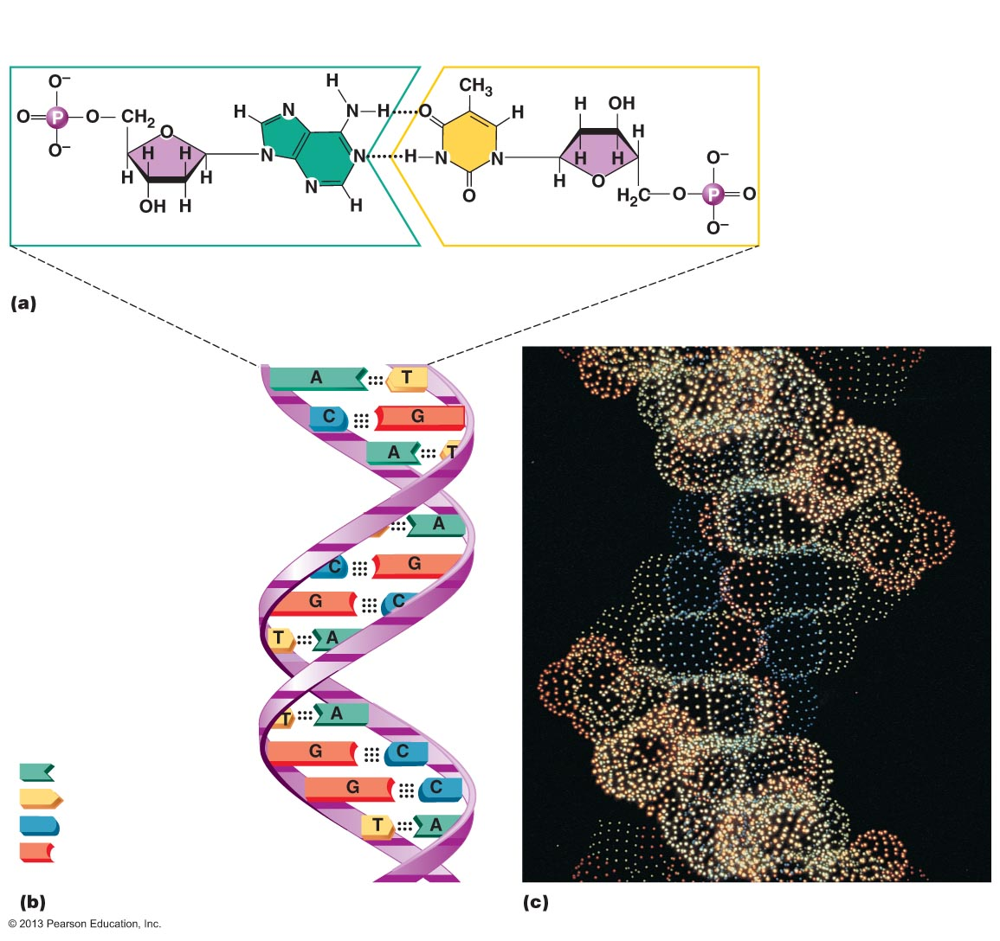 O⁻
O
P
O
CH₂
O⁻
O
H
H
H
H
OH
H
H
N
N
N
N
H
H
N
H
O
CH₃
H
H
N
N
O
H
OH
H
H
H
H
O
H₂C
O
O⁻
P
O
O⁻
(a)
A T
C G
A T
A
C G
G C
T A
T A
G C
G C
T A
(b)
(c)
© 2013 Pearson Education, Inc.